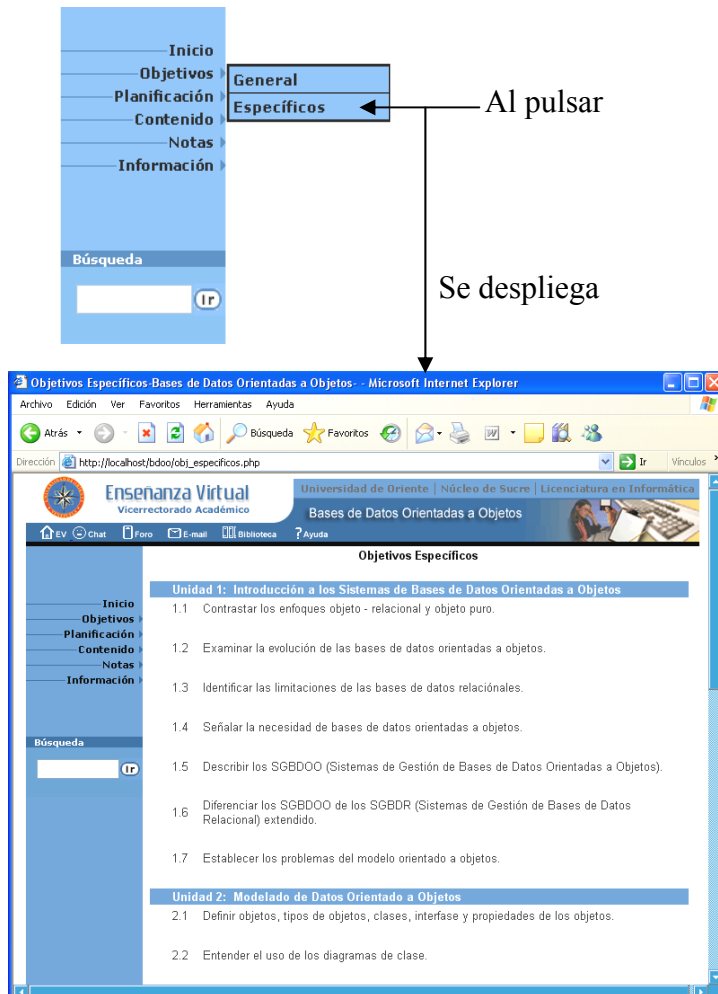 Inicio
Objetivos
General
Planificación
Específicos
Al pulsar
Contenido
Notas
Información
Búsqueda
Ir
Se despliega
Objetivos Específicos-Bases de Datos Orientadas a Objetos- - Microsoft Internet Explorer
Archivo Edición Ver Favoritos Herramientas Ayuda
Atrás Búsqueda Favoritos
Dirección http://localhost/bdoo/obj_especificos.php Ir Vínculos »
Enseñanza Virtual
Vicerrectorado Académico
Universidad de Oriente | Núcleo de Sucre | Licenciatura en Informática
Bases de Datos Orientadas a Objetos
EV Chat Foro E-mail Biblioteca ?Ayuda
Objetivos Específicos
Inicio
Objetivos
Planificación
Contenido
Notas
Información
Búsqueda
Ir
Unidad 1: Introducción a los Sistemas de Bases de Datos Orientadas a Objetos
1.1 Contrastar los enfoques objeto - relacional y objeto puro.
1.2 Examinar la evolución de las bases de datos orientadas a objetos.
1.3 Identificar las limitaciones de las bases de datos relaciónales.
1.4 Señalar la necesidad de bases de datos orientadas a objetos.
1.5 Describir los SGBDOO (Sistemas de Gestión de Bases de Datos Orientadas a Objetos).
1.6 Diferenciar los SGBDOO de los SGBDR (Sistemas de Gestión de Bases de Datos
Relacional) extendido.
1.7 Establecer los problemas del modelo orientado a objetos.
Unidad 2: Modelado de Datos Orientado a Objetos
2.1 Definir objetos, tipos de objetos, clases, interfase y propiedades de los objetos.
2.2 Entender el uso de los diagramas de clase.